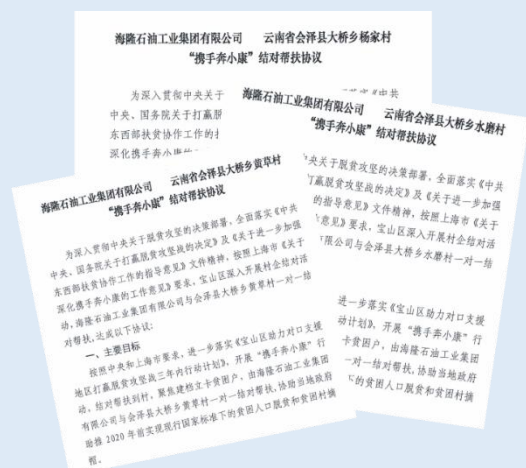 海隆石油工业集团有限公司 云南省会泽县大桥乡杨家村
“携手奔小康”结对帮扶协议
为深入贯彻中央关于
中央、国务院关于打赢脱
东西部扶贫协作工作的
深化携手奔小康的
海隆石油工业集团有限公司 云南省会泽县大桥乡水磨村
“携手奔小康”结对帮扶协议
中央关于脱贫攻坚的决策部署，全面落实《中共
打赢脱贫攻坚战的决定》及《关于进一步加强
的指导意见》文件精神，按照上海市《关于
意见》要求，宝山区深入开展村企结对活
有限公司与会泽县大桥乡水磨村一对一结
进一步落实《宝山区助力对口支援
动计划》，开展“携手奔小康”行
卡贫困户，由海隆石油工业集团
一对一结对帮扶，协助当地政府
下的贫困人口脱贫和贫困村摘
海隆石油工业集团有限公司 云南省会泽县大桥乡黄草村
“携手奔小康”结对帮扶协议
为深入贯彻中央关于脱贫攻坚的决策部署，全面落实《中共
中央、国务院关于打赢脱贫攻坚战的决定》及《关于进一步加强
东西部扶贫协作工作的指导意见》文件精神，按照上海市《关于
深化携手奔小康的工作意见》要求，宝山区深入开展村企结对活
动，海隆石油工业集团有限公司与会泽县大桥乡黄草村一对一结
对帮扶，达成以下协议：
一、主要目标
按照中央和上海市要求，进一步落实《宝山区助力对口支援
地区打赢脱贫攻坚战三年行动计划》，开展“携手奔小康”行
动，结对帮扶到村，聚焦建档立卡贫困户，由海隆石油工业集团
有限公司与会泽县大桥乡黄草村一对一结对帮扶，协助当地政府
助推 2020 年前实现现行国家标准下的贫困人口脱贫和贫困村摘
帽。